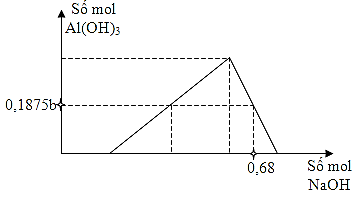 Số mol
Al(OH)3
0,1875b
0,68
Số mol
NaOH